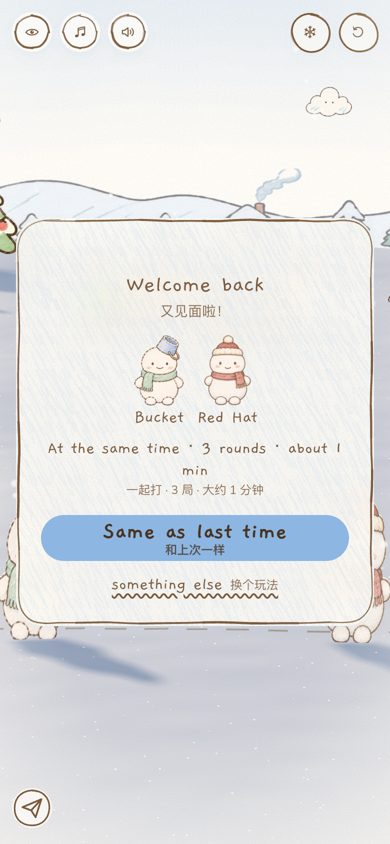 Welcome back
又见面啦!
Bucket Red Hat
At the same time · 3 rounds · about 1
min
一起打 · 3 局 · 大约 1 分钟
Same as last time
和上次一样
something else 换个玩法